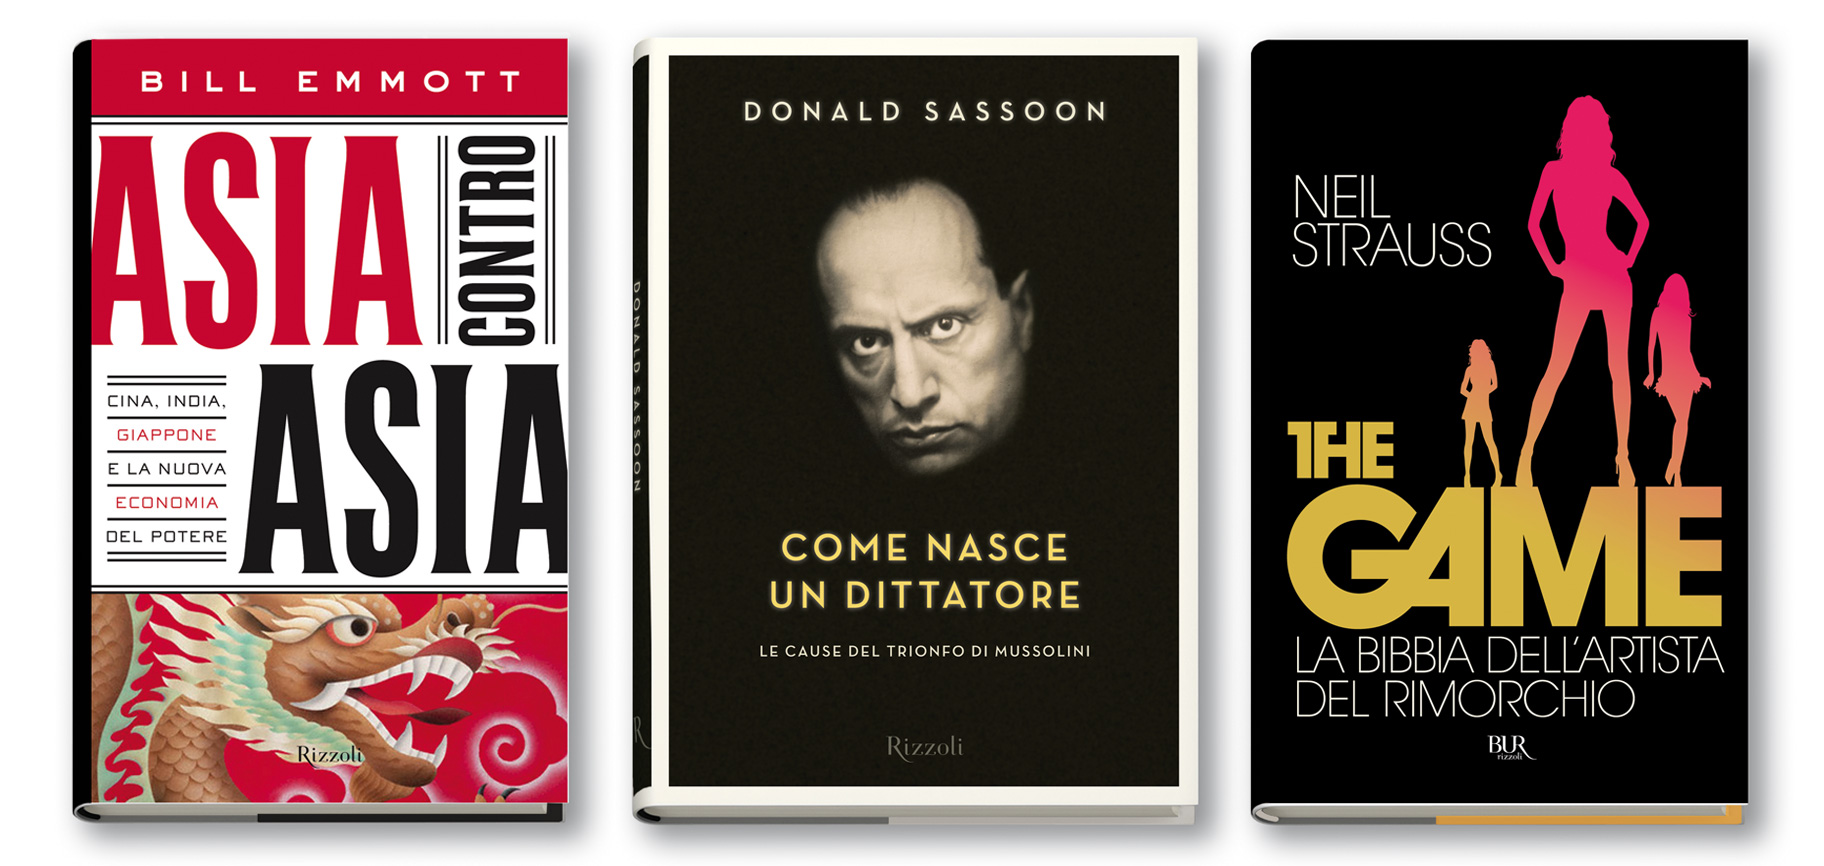 BILL EMMOTT
ASIA
CONTRO
ASIA
CINA, INDIA,
GIAPPONE
E LA NUOVA
ECONOMIA
DEL POTERE
Rizzoli
DONALD SASSOON
DONALD SASSOON
COME NASCE
UN DITTATORE
LE CAUSE DEL TRIONFO DI MUSSOLINI
Rizzoli
R
NEIL
STRAUSS
THE
GAME
LA BIBBIA DELL'ARTISTA
DEL RIMORCHIO
BUR
rizzoli